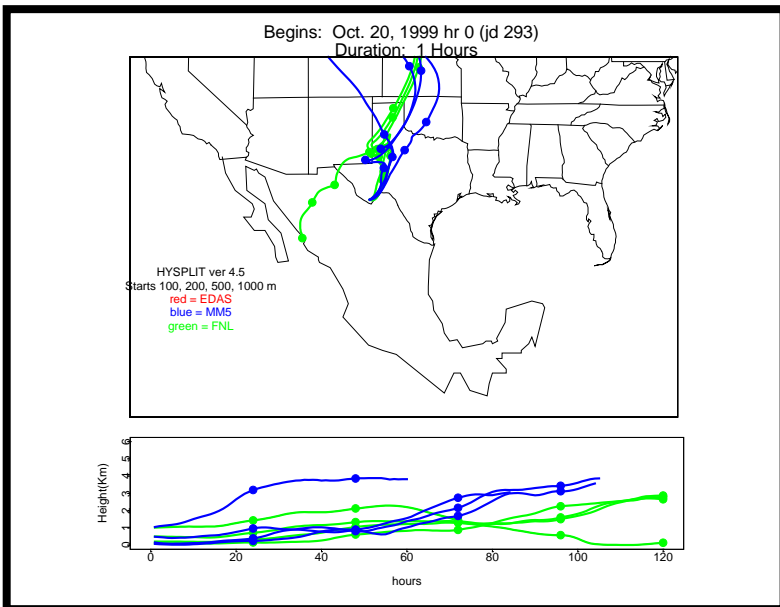 Begins: Oct. 20, 1999 hr 0 (jd 293)
Duration: 1 Hours
HYSPLIT ver 4.5
Starts 100, 200, 500, 1000 m
red = EDAS
blue = MM5
green = FNL
Height(Km)
6
5
4
3
2
1
0
0 20 40 60 80 100 120
hours